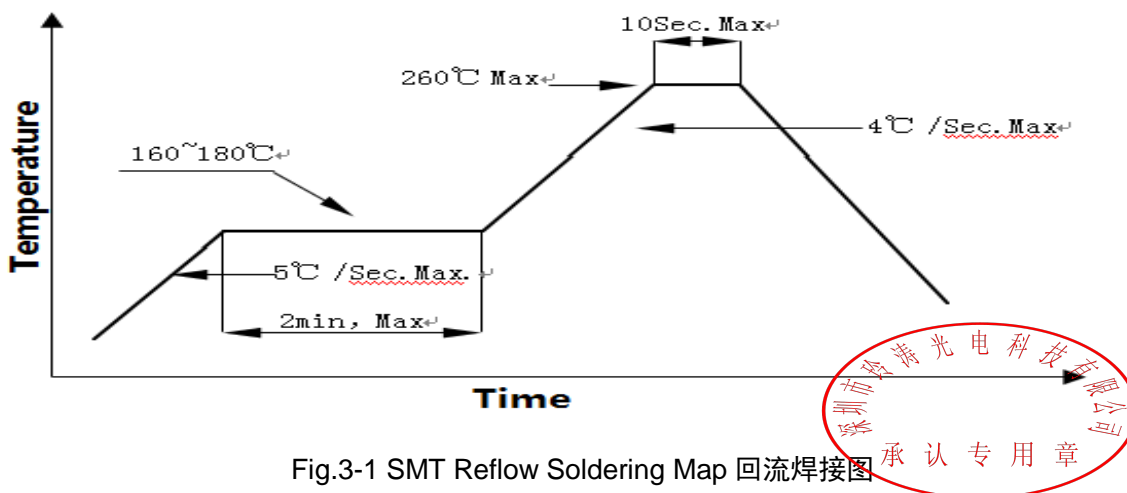 10Sec.Max↵
260℃ Max↵
4℃ /Sec.Max↵
160~180℃↵
Temperature
5℃ /Sec.Max.↵
2min, Max↵
Time
深圳市玲涛光电科技有限公司
承认专用章
Fig.3-1 SMT Reflow Soldering Map 回流焊接图